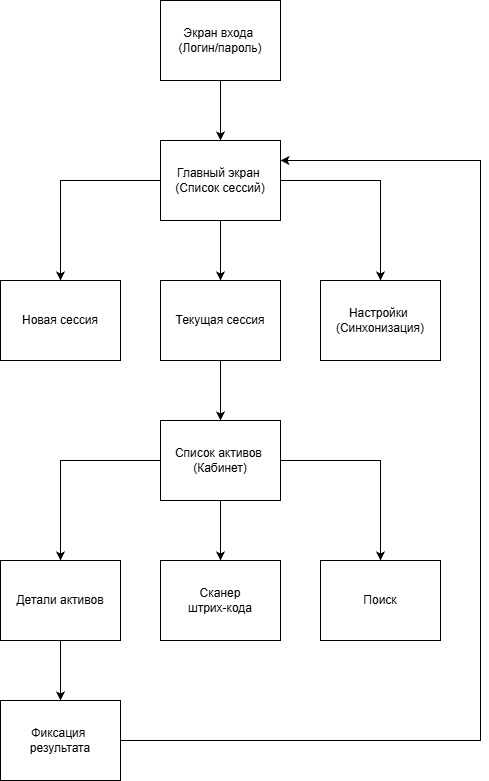 Экран входа
(Логин/пароль)
Главный экран
(Список сессий)
Новая сессия
Текущая сессия
Настройки
(Синхонизация)
Список активов
(Кабинет)
Детали активов
Сканер
штрих-кода
Поиск
Фиксация
результата